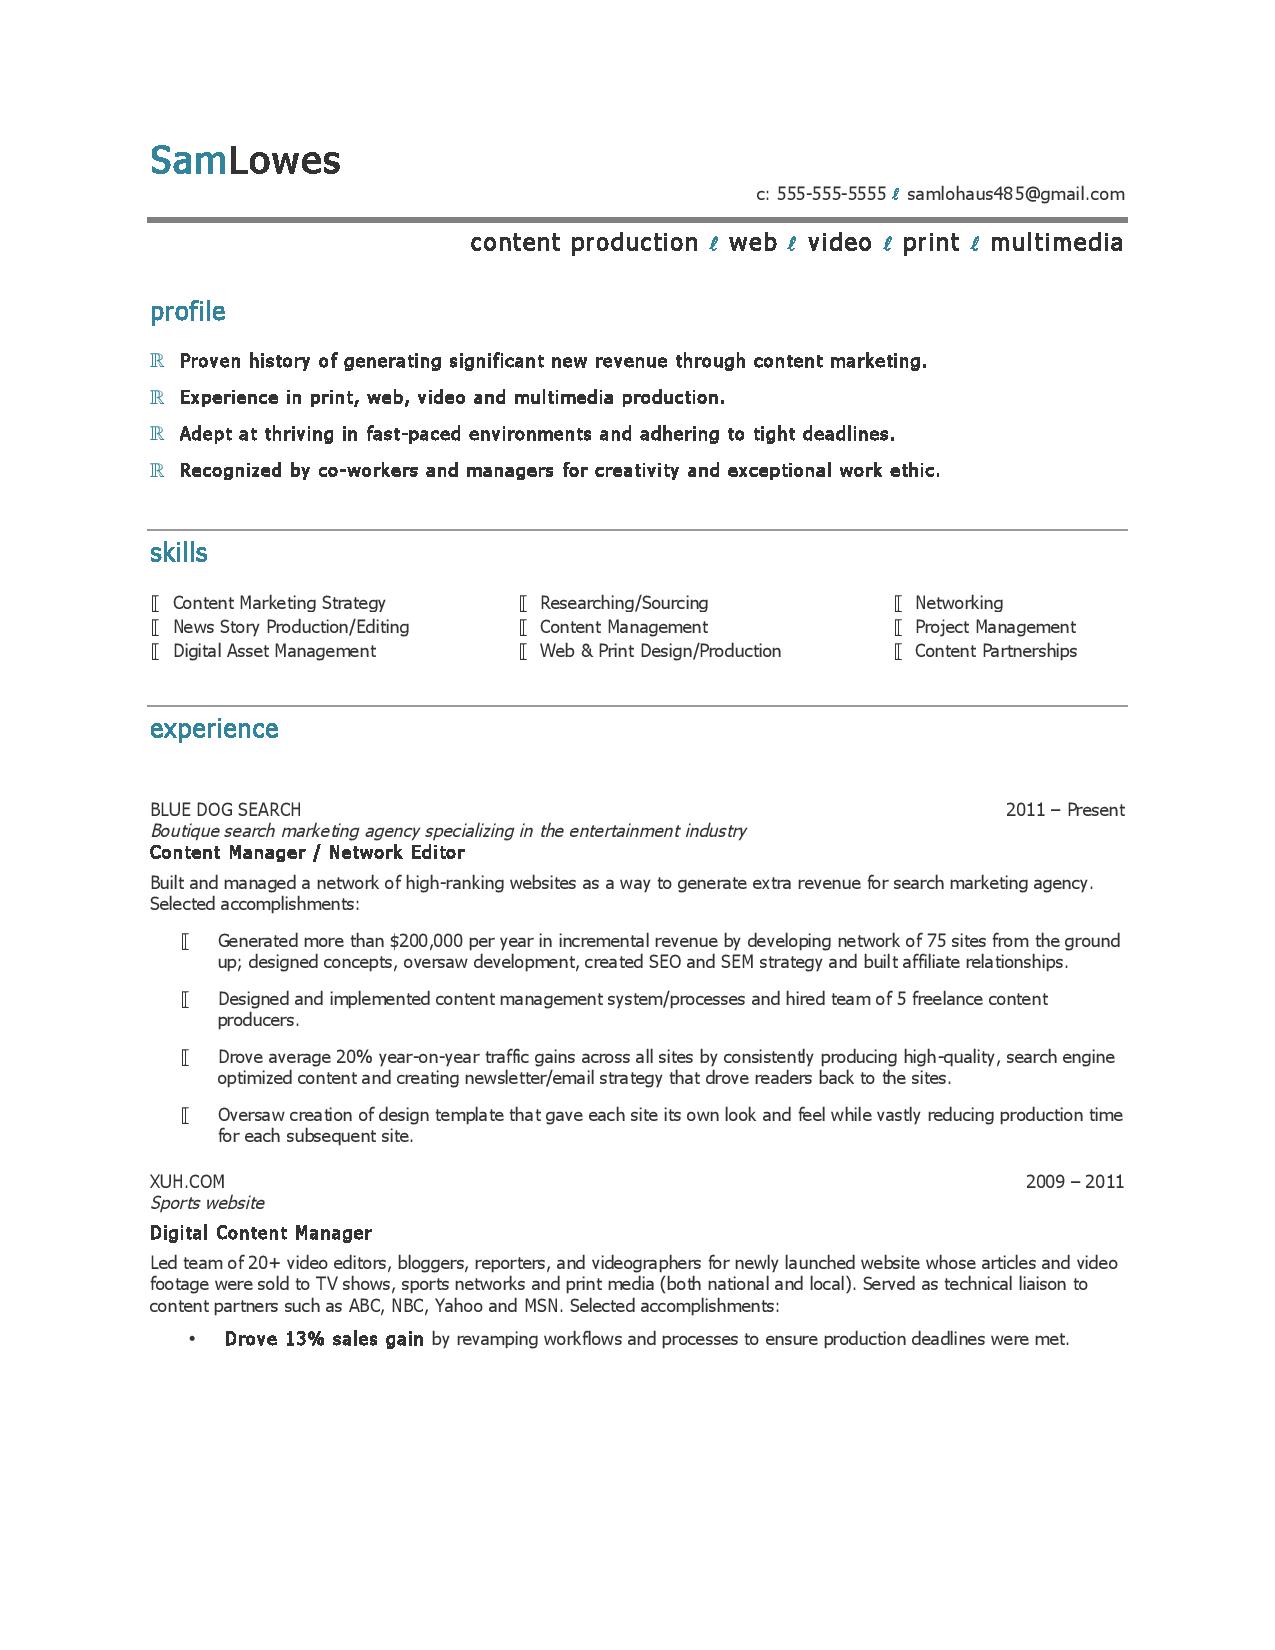 SamLowes
c: 555-555-5555 ℓ samlohaus485@gmail.com
content production ℓ web ℓ video ℓ print ℓ multimedia
profile
ℝ Proven history of generating significant new revenue through content marketing.
ℝ Experience in print, web, video and multimedia production.
ℝ Adept at thriving in fast-paced environments and adhering to tight deadlines.
ℝ Recognized by co-workers and managers for creativity and exceptional work ethic.
skills
⟦ Content Marketing Strategy ⟦ Researching/Sourcing ⟦ Networking
⟦ News Story Production/Editing ⟦ Content Management ⟦ Project Management
⟦ Digital Asset Management ⟦ Web & Print Design/Production ⟦ Content Partnerships
experience
BLUE DOG SEARCH 2011 – Present
Boutique search marketing agency specializing in the entertainment industry
Content Manager / Network Editor
Built and managed a network of high-ranking websites as a way to generate extra revenue for search marketing agency.
Selected accomplishments:
⟦ Generated more than $200,000 per year in incremental revenue by developing network of 75 sites from the ground
up; designed concepts, oversaw development, created SEO and SEM strategy and built affiliate relationships.
⟦ Designed and implemented content management system/processes and hired team of 5 freelance content
producers.
⟦ Drove average 20% year-on-year traffic gains across all sites by consistently producing high-quality, search engine
optimized content and creating newsletter/email strategy that drove readers back to the sites.
⟦ Oversaw creation of design template that gave each site its own look and feel while vastly reducing production time
for each subsequent site.
XUH.COM 2009 – 2011
Sports website
Digital Content Manager
Led team of 20+ video editors, bloggers, reporters, and videographers for newly launched website whose articles and video
footage were sold to TV shows, sports networks and print media (both national and local). Served as technical liaison to
content partners such as ABC, NBC, Yahoo and MSN. Selected accomplishments:
• Drove 13% sales gain by revamping workflows and processes to ensure production deadlines were met.